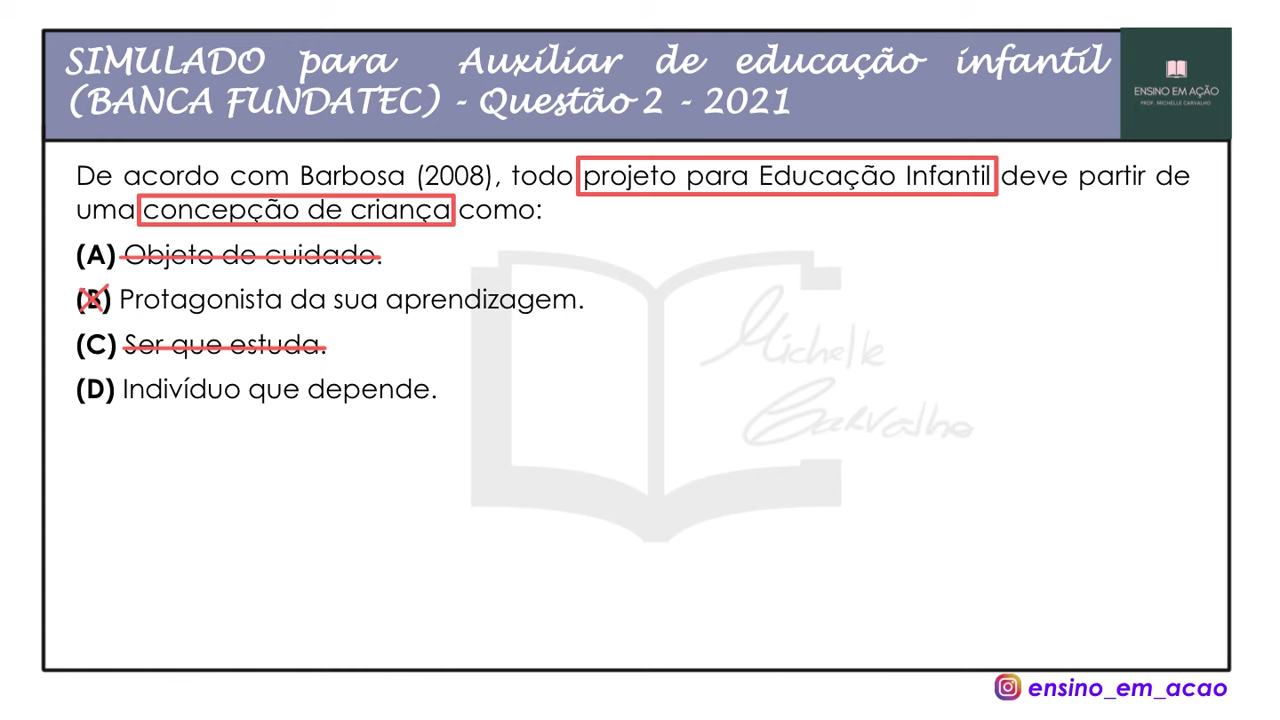 SIMULADO para Auxiliar de educação infantil
(BANCA FUNDATEC) - Questão 2 - 2021
ENSINO EM AÇÃO
PROF. MICHELLE CARVALHO
De acordo com Barbosa (2008), todo projeto para Educação Infantil deve partir de
uma concepção de criança como:
(A) Objeto de cuidado.
(B) Protagonista da sua aprendizagem.
(C) Ser que estuda.
(D) Indivíduo que depende.
Michelle
Carvalho
ensino_em_acao